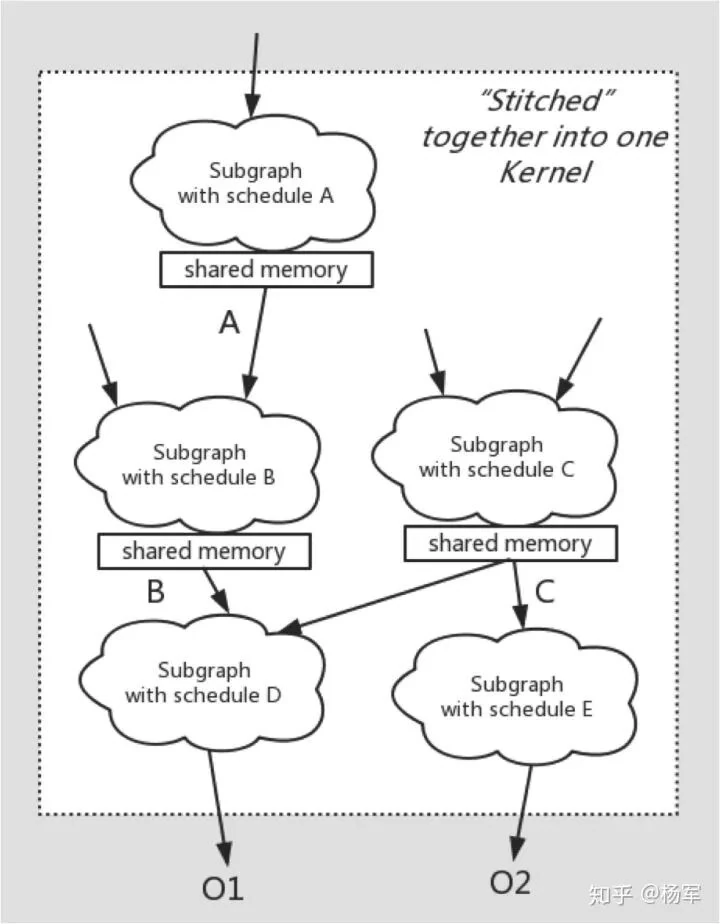 "Stitched"
together into one
Kernel
Subgraph
with schedule A
shared memory
A
Subgraph
with schedule B
Subgraph
with schedule C
shared memory
shared memory
B
C
Subgraph
with schedule D
Subgraph
with schedule E
O1
O2
知乎 @杨军